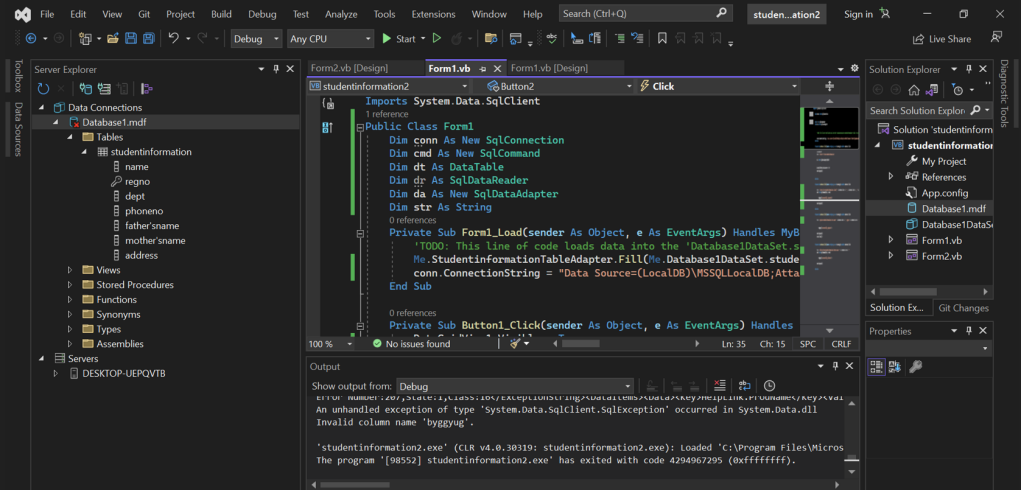 File Edit View Git Project Build Debug Test Analyze Tools Extensions Window Help Search (Ctrl+Q) studen...ation2 Sign in
Debug Any CPU Start Live Share
Toolbox
Data Sources
Server Explorer
Data Connections
Database1.mdf
Tables
studentinformation
name
regno
dept
phoneno
father'sname
mother'sname
address
Views
Stored Procedures
Functions
Synonyms
Types
Assemblies
Servers
DESKTOP-UEPQVTB
Form2.vb [Design] Form1.vb Form1.vb [Design]
studentinformation2 Button2 Click
Imports System.Data.SqlClient
1 reference
Public Class Form1
Dim conn As New SqlConnection
Dim cmd As New SqlCommand
Dim dt As DataTable
Dim dr As SqlDataReader
Dim da As New SqlDataAdapter
Dim str As String
0 references
Private Sub Form1_Load(sender As Object, e As EventArgs) Handles MyB
'TODO: This line of code loads data into the 'Database1DataSet.s
Me.StudentinformationTableAdapter.Fill(Me.Database1DataSet.stude
conn.ConnectionString = "Data Source=(LocalDB)\MSSQLLocalDB;Atta
End Sub
0 references
Private Sub Button1_Click(sender As Object, e As EventArgs) Handles
100 % No issues found Ln: 35 Ch: 15 SPC CRLF
Output
Show output from: Debug
An unhandled exception of type 'System.Data.SqlClient.SqlException' occurred in System.Data.dll
Invalid column name 'byggyug'.
'studentinformation2.exe' (CLR v4.0.30319: studentinformation2.exe): Loaded 'C:\Program Files\Micros
The program '[98552] studentinformation2.exe' has exited with code 4294967295 (0xffffffff).
Solution Explorer
Search Solution Explor
Solution 'studentinform
studentinformation
My Project
References
App.config
Database1.mdf
Database1DataSe
Form1.vb
Form2.vb
Solution Ex... Git Changes
Properties
Diagnostic Tools